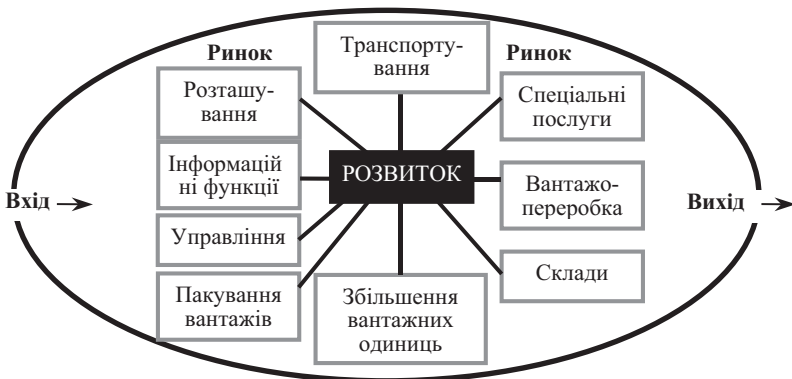 Ринок
Транспорту-
вання
Ринок
Розташу-
вання
Спеціальні
послуги
Інформацій
ні функції
РОЗВИТОК
Вантажо-
переробка
Вхід
Вихід
Управління
Склади
Пакування
вантажів
Збільшення
вантажних
одиниць